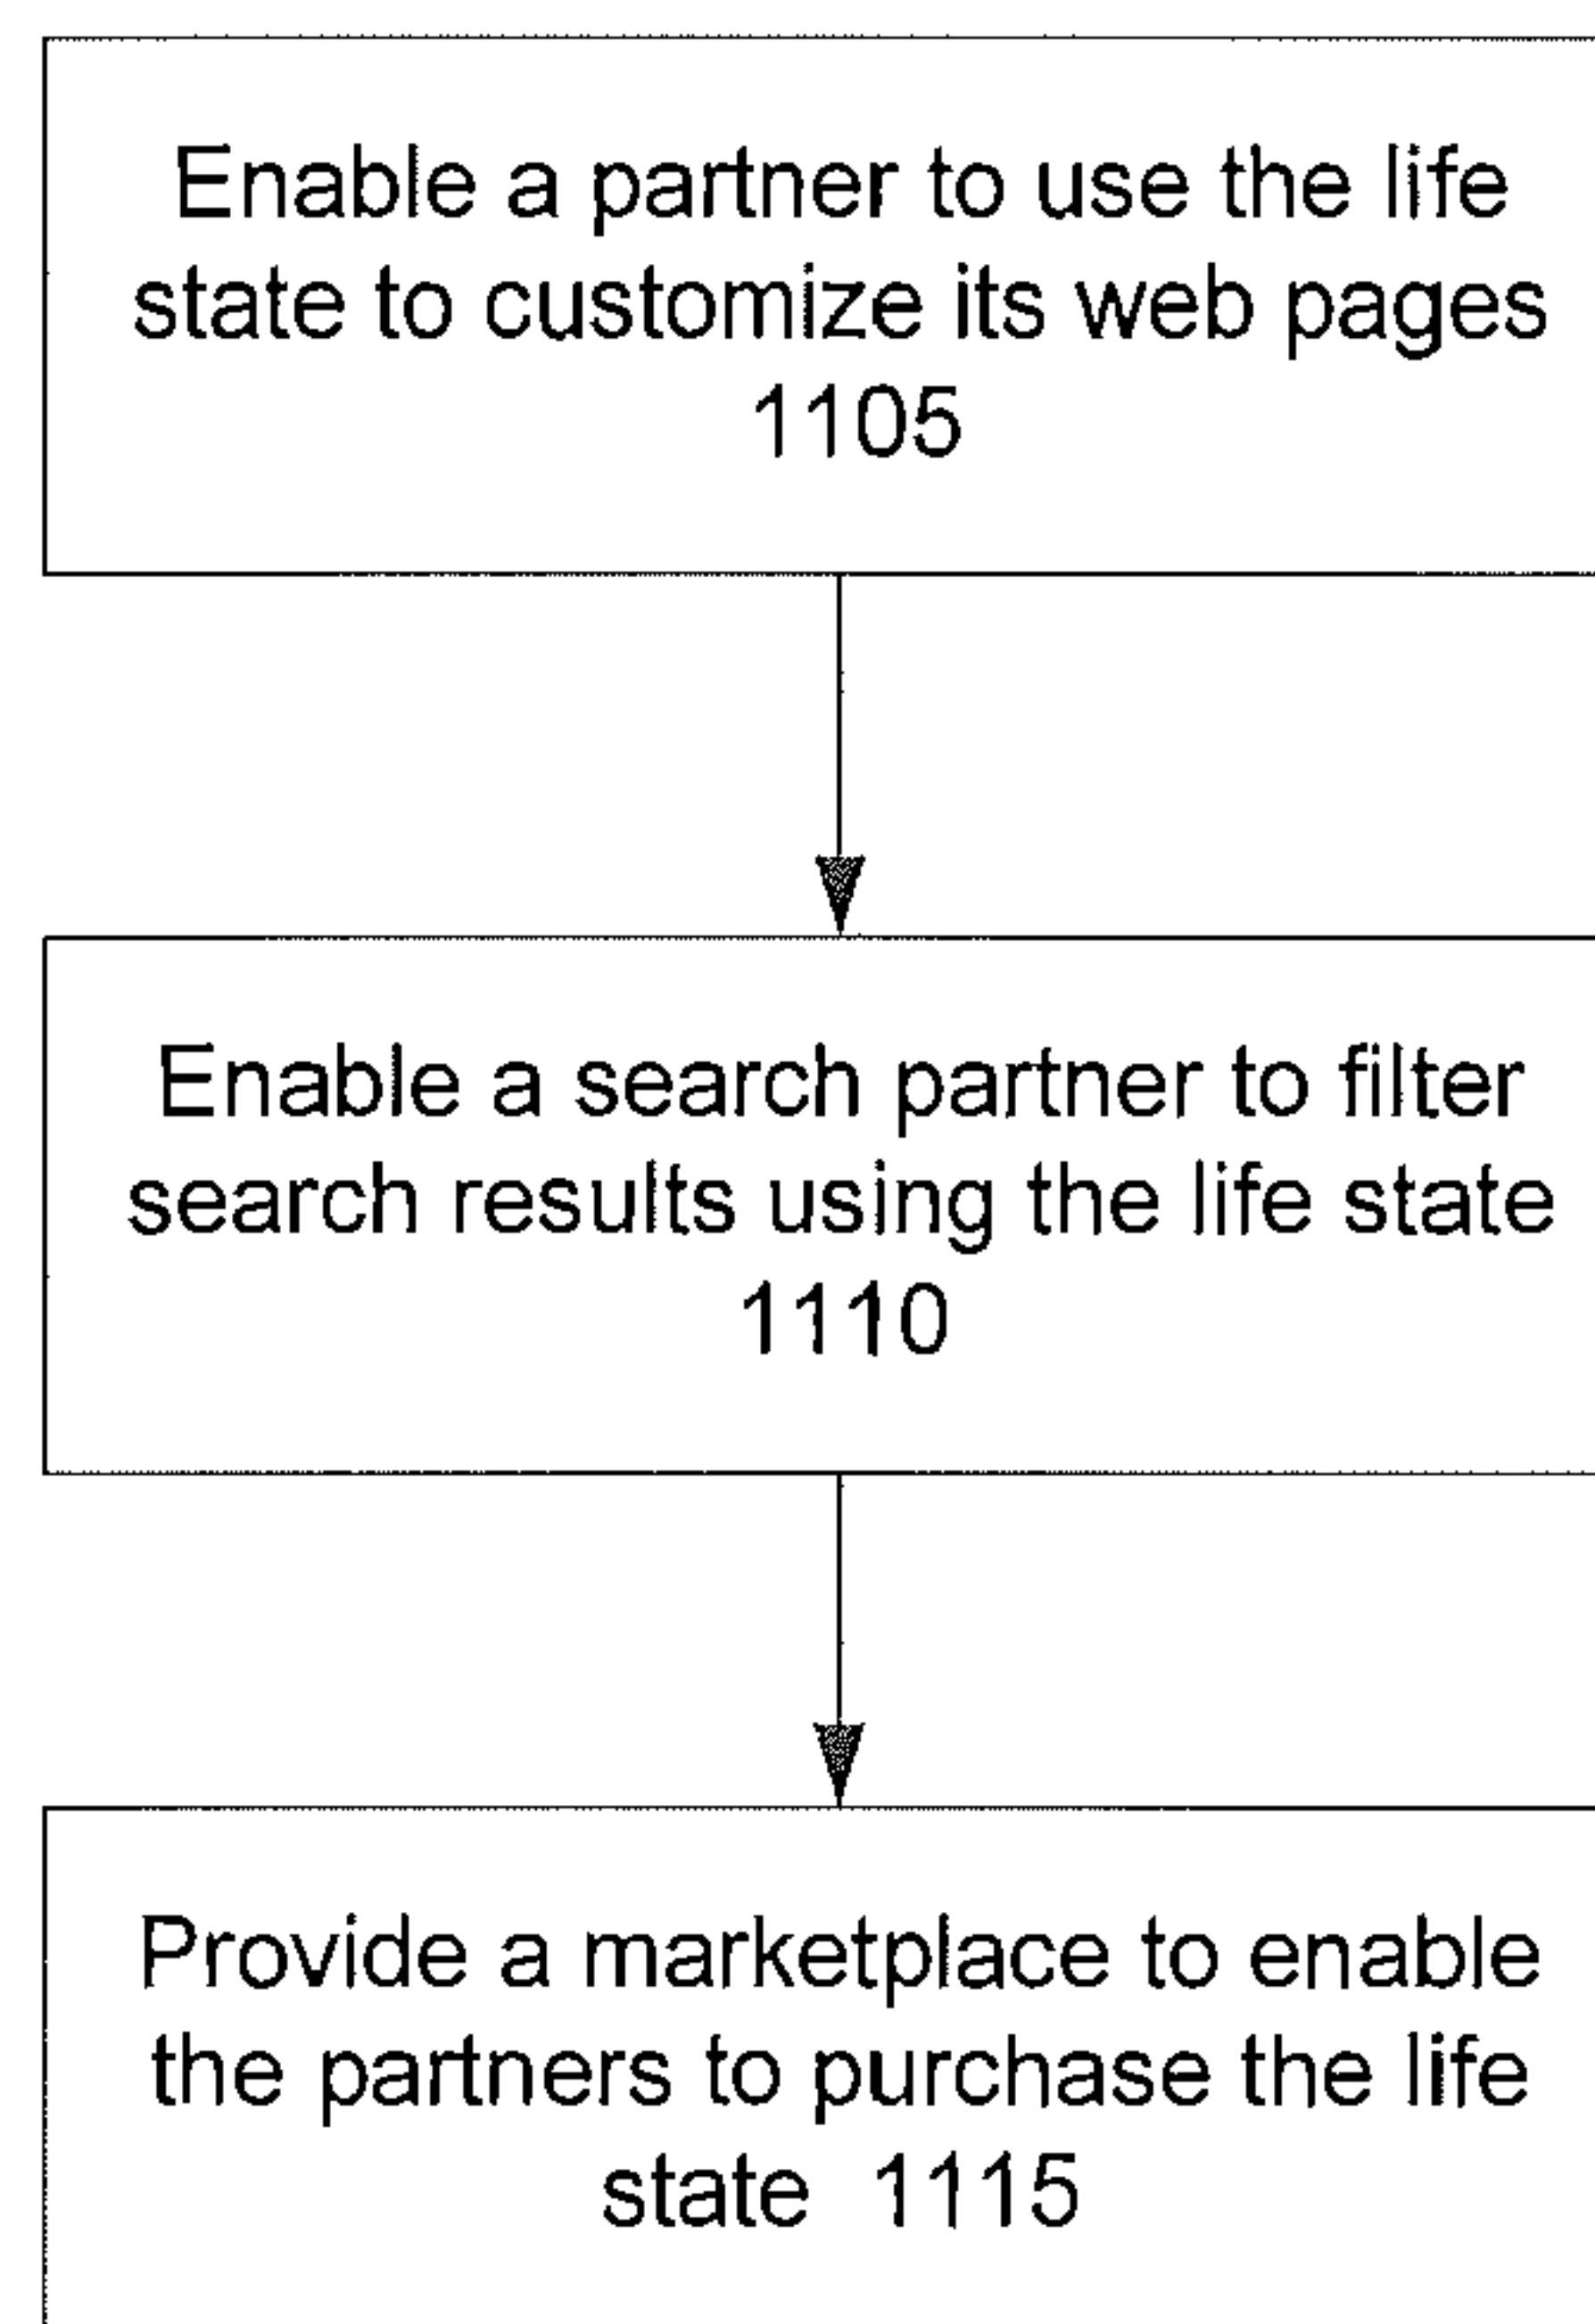 Enable a partner to use the life
state to customize its web pages
1105
Enable a search partner to filter
search results using the life state
1110
Provide a marketplace to enable
the partners to purchase the life
state 1115